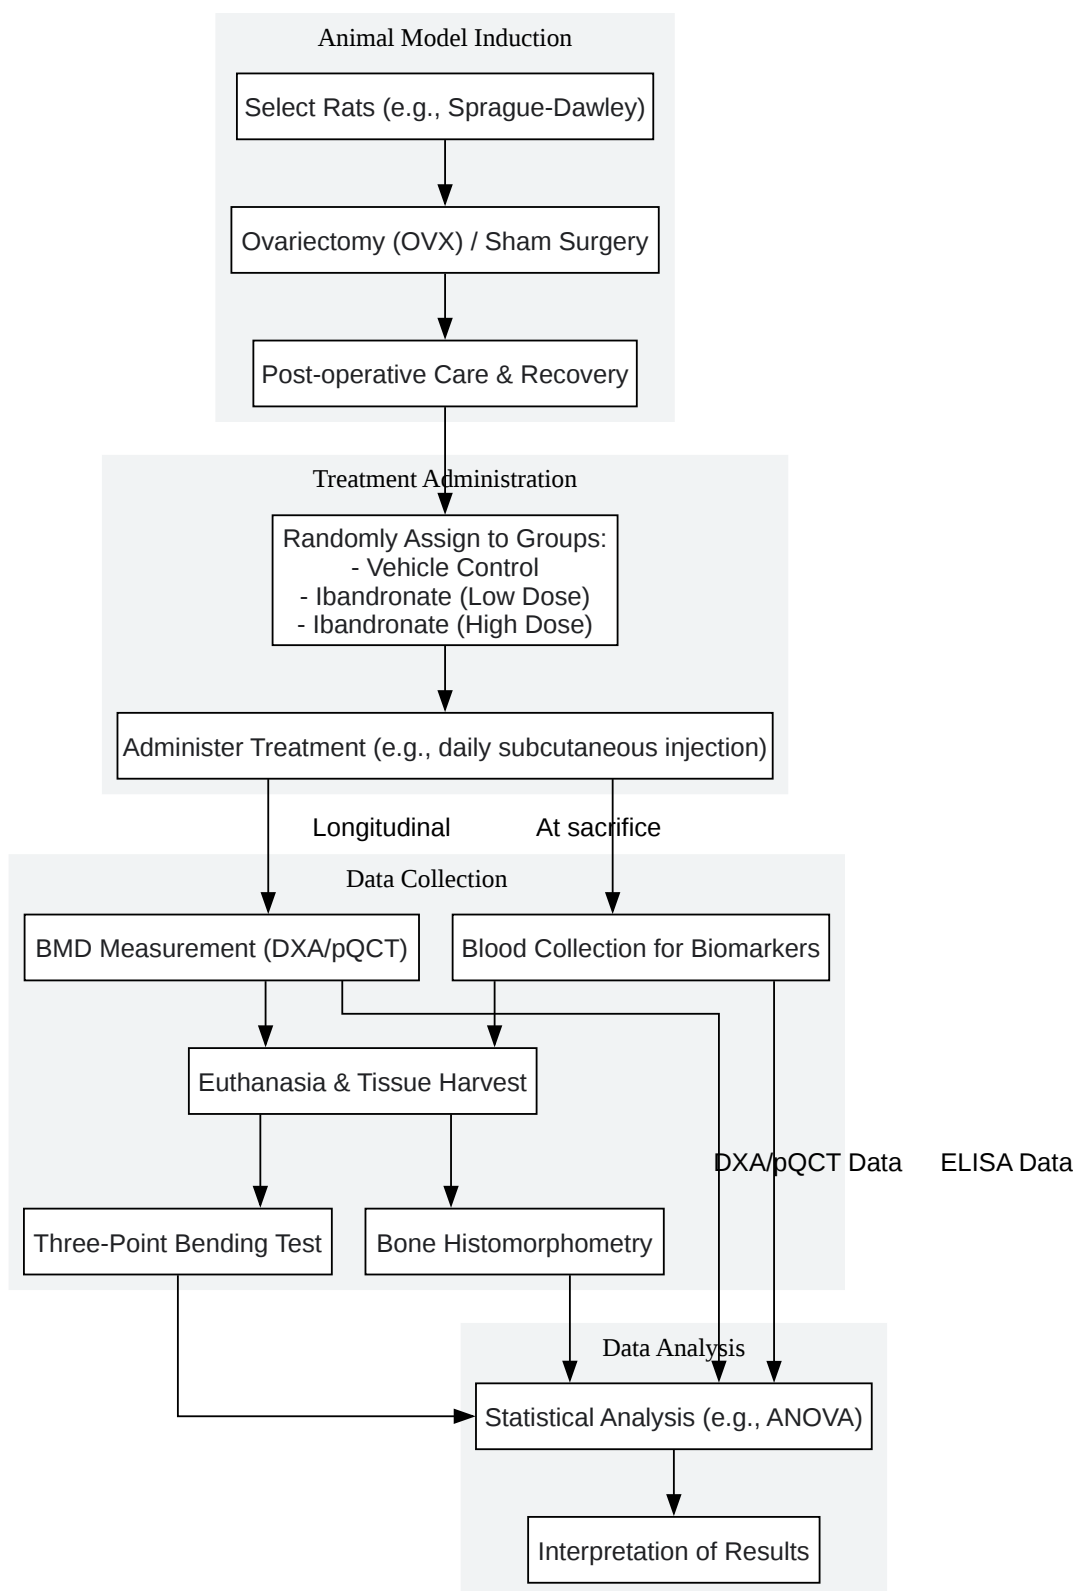 Animal Model Induction
Select Rats (e.g., Sprague-Dawley)
Ovariectomy (OVX) / Sham Surgery
Post-operative Care & Recovery
Treatment Administration
Randomly Assign to Groups:
- Vehicle Control
- Ibandronate (Low Dose)
- Ibandronate (High Dose)
Administer Treatment (e.g., daily subcutaneous injection)
Longitudinal
At sacrifice
Data Collection
BMD Measurement (DXA/pQCT)
Blood Collection for Biomarkers
Euthanasia & Tissue Harvest
DXA/pQCT Data
ELISA Data
Three-Point Bending Test
Bone Histomorphometry
Data Analysis
Statistical Analysis (e.g., ANOVA)
Interpretation of Results